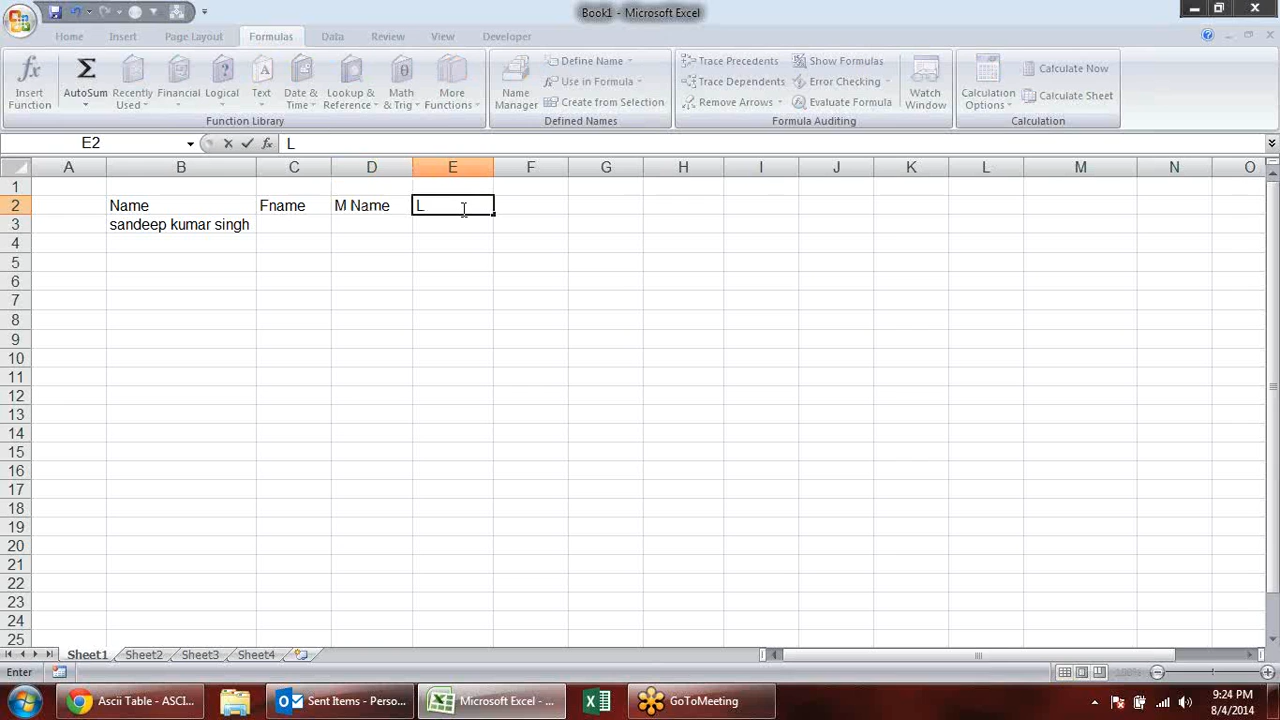 Book1 - Microsoft Excel
Home Insert Page Layout Formulas Data Review View Developer
Insert Function
AutoSum
Recently Used
Financial
Logical
Text
Date & Time
Lookup & Reference
Math & Trig
More Functions
Function Library
Name Manager
Define Name
Use in Formula
Create from Selection
Defined Names
Trace Precedents
Trace Dependents
Remove Arrows
Show Formulas
Error Checking
Evaluate Formula
Watch Window
Formula Auditing
Calculation Options
Calculate Now
Calculate Sheet
Calculation
E2 fx L
A B C D E F G H I J K L M N O
1
2 Name Fname M Name L
3 sandeep kumar singh
4
5
6
7
8
9
10
11
12
13
14
15
16
17
18
19
20
21
22
23
24
25
Sheet1 Sheet2 Sheet3 Sheet4
Enter 100%
Ascii Table - ASCI... Sent Items - Perso... Microsoft Excel - ... GoToMeeting
9:24 PM
8/4/2014